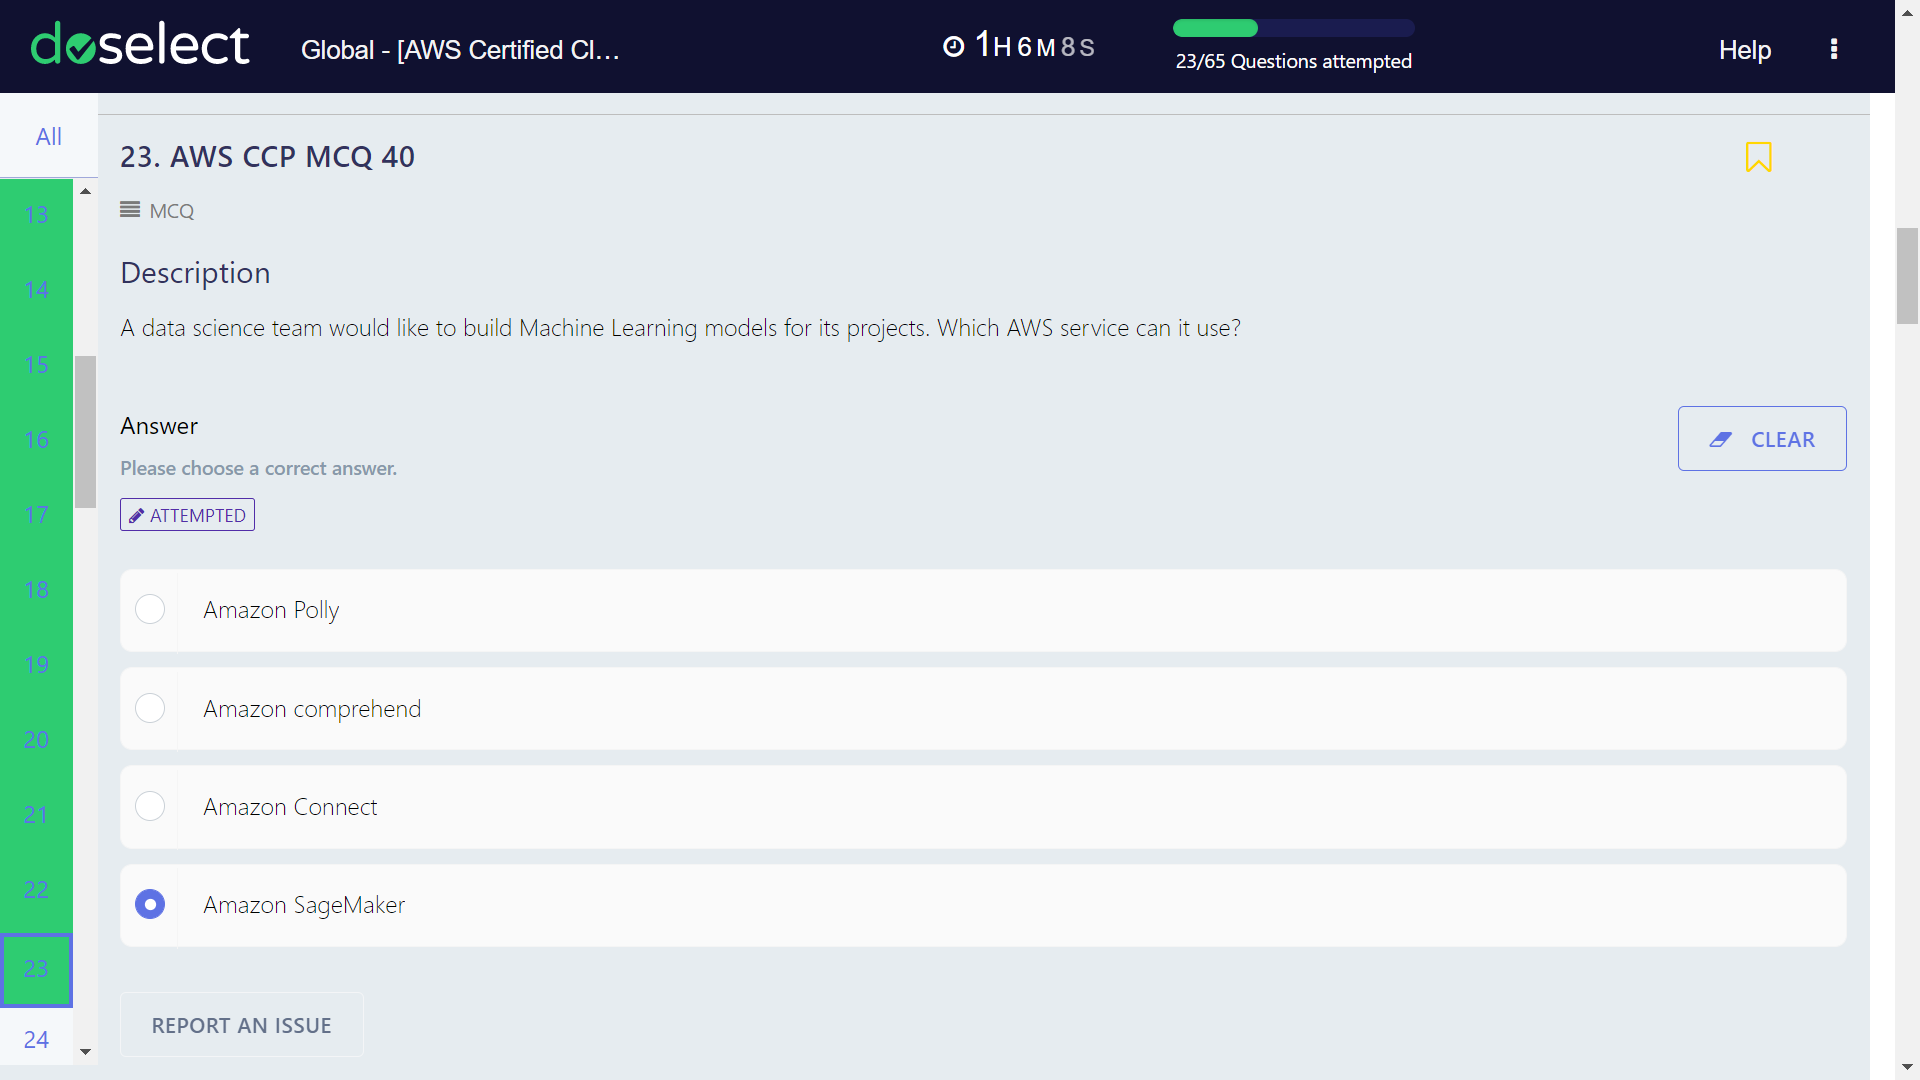 doselect
Global - [AWS Certified Cl...
1H 6M 8S
23/65 Questions attempted
Help
All
13
14
15
16
17
18
19
20
21
22
23
24
23. AWS CCP MCQ 40
MCQ
Description
A data science team would like to build Machine Learning models for its projects. Which AWS service can it use?
Answer
Please choose a correct answer.
CLEAR
ATTEMPTED
Amazon Polly
Amazon comprehend
Amazon Connect
Amazon SageMaker
REPORT AN ISSUE